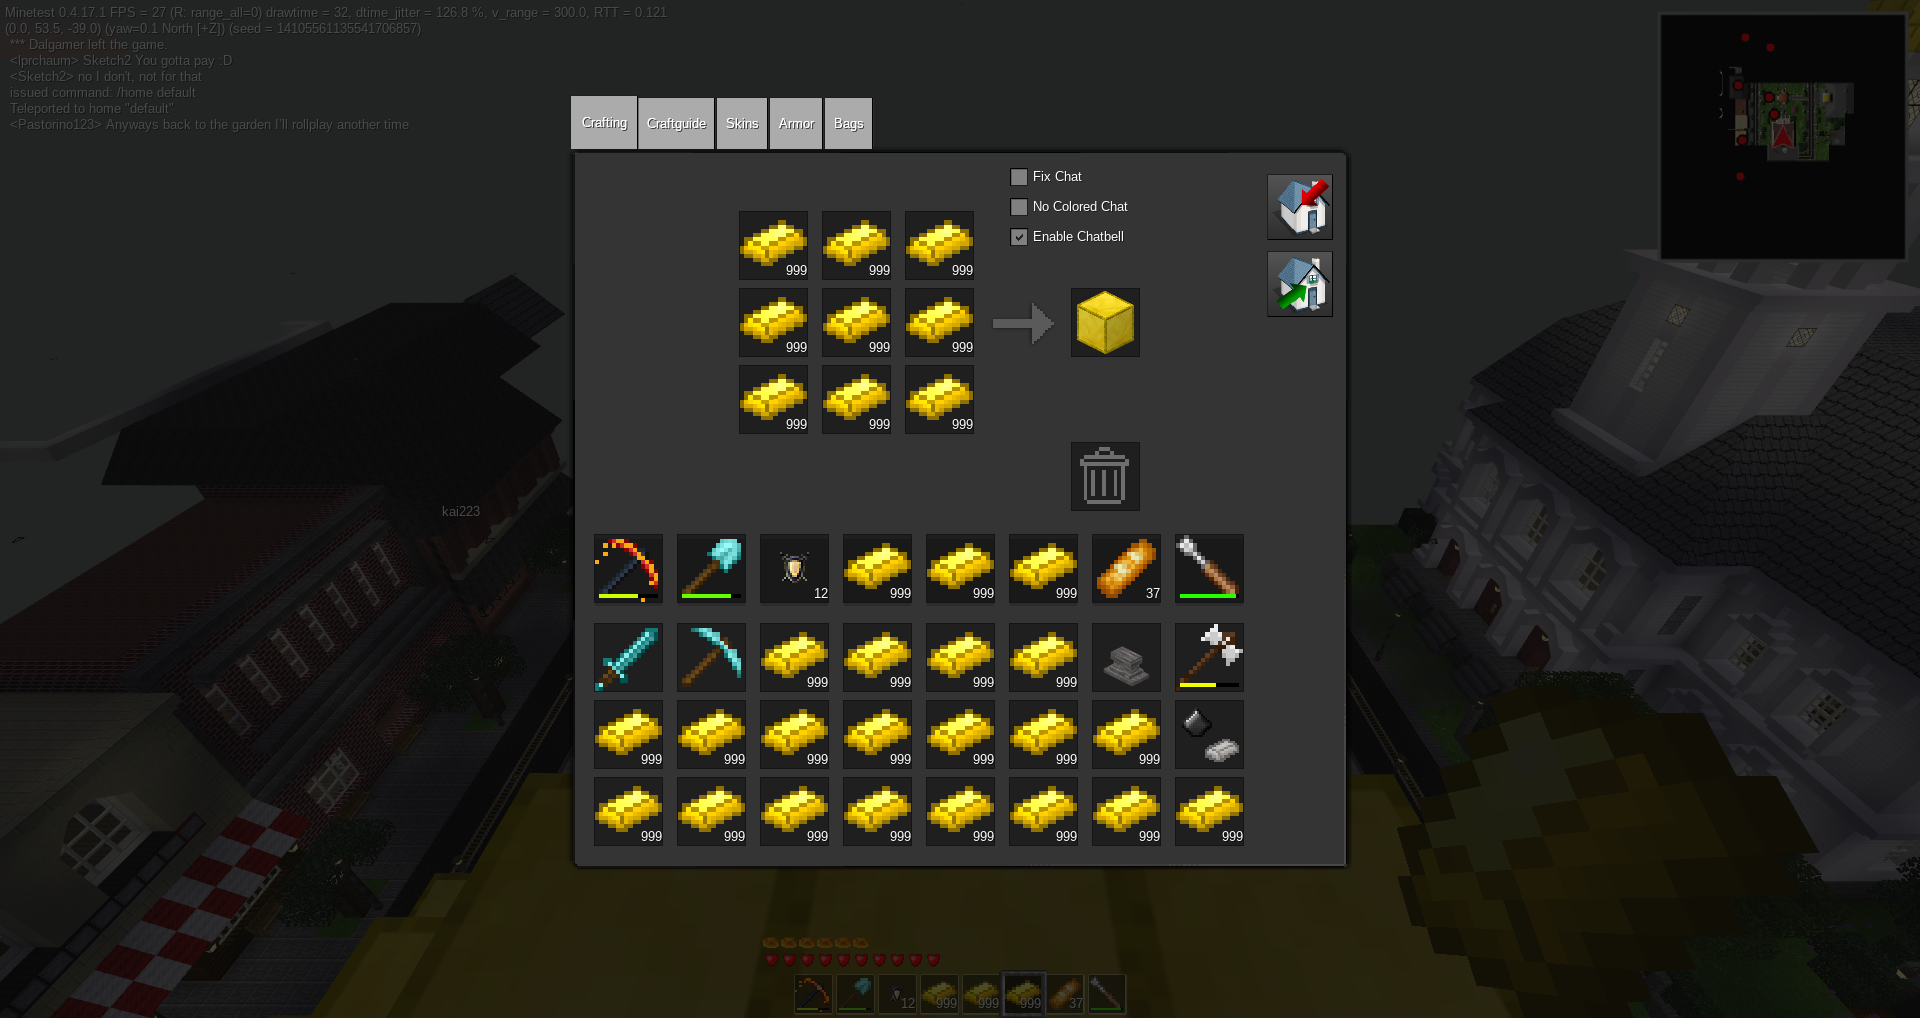 Minetest 0.4.17.1 FPS = 27 (R: range_all=0) drawtime = 32, dtime_jitter = 126.8 %, v_range = 300.0, RTT = 0.121
(0.0, 53.5, -39.0) (yaw=0.1 North [+Z]) (seed = 14105561135541706857)
*** Dalgamer left the game.
<lprchaum> Sketch2 You gotta pay :D
<Sketch2> no I don't, not for that
issued command: /home default
Teleported to home "default"
<Pastorino123> Anyways back to the garden I'll rollplay another time
Crafting Craftguide Skins Armor Bags
Fix Chat
No Colored Chat
Enable Chatbell
999 999 999
999 999 999
999 999 999
kai223
12 999 999 999 37
999 999 999 999
999 999 999 999 999 999 999
999 999 999 999 999 999 999 999
12 999 999 999 37